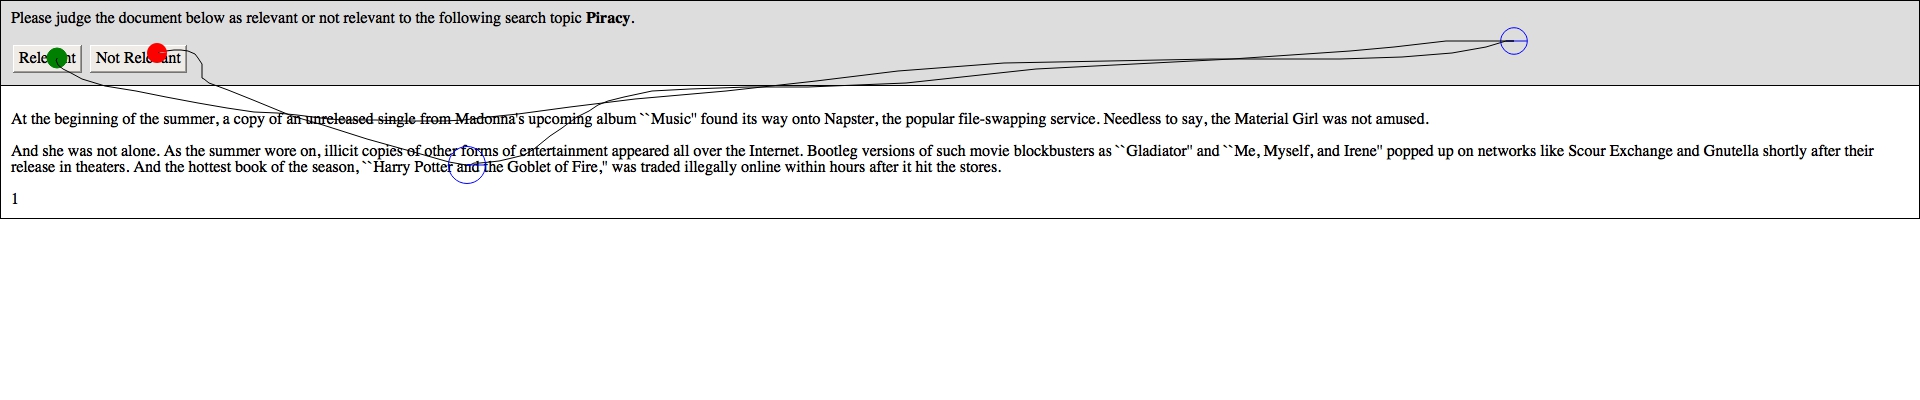 Please judge the document below as relevant or not relevant to the following search topic Piracy.
Relevant Not Relevant
At the beginning of the summer, a copy of an unreleased single from Madonna's upcoming album ``Music'' found its way onto Napster, the popular file-swapping service. Needless to say, the Material Girl was not amused.
And she was not alone. As the summer wore on, illicit copies of other forms of entertainment appeared all over the Internet. Bootleg versions of such movie blockbusters as ``Gladiator'' and ``Me, Myself, and Irene'' popped up on networks like Scour Exchange and Gnutella shortly after their
release in theaters. And the hottest book of the season, ``Harry Potter and the Goblet of Fire,'' was traded illegally online within hours after it hit the stores.
1